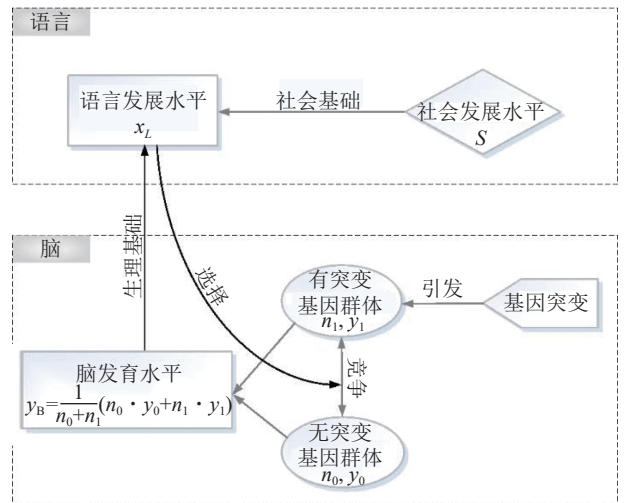 语言
语言发展水平
x_L
社会基础
社会发展水平
S
生理基础
选择
脑
有突变
基因群体
n₁, y₁
引发
基因突变
竞争
脑发育水平
y_B=1/(n₀+n₁)(n₀·y₀+n₁·y₁)
无突变
基因群体
n₀, y₀